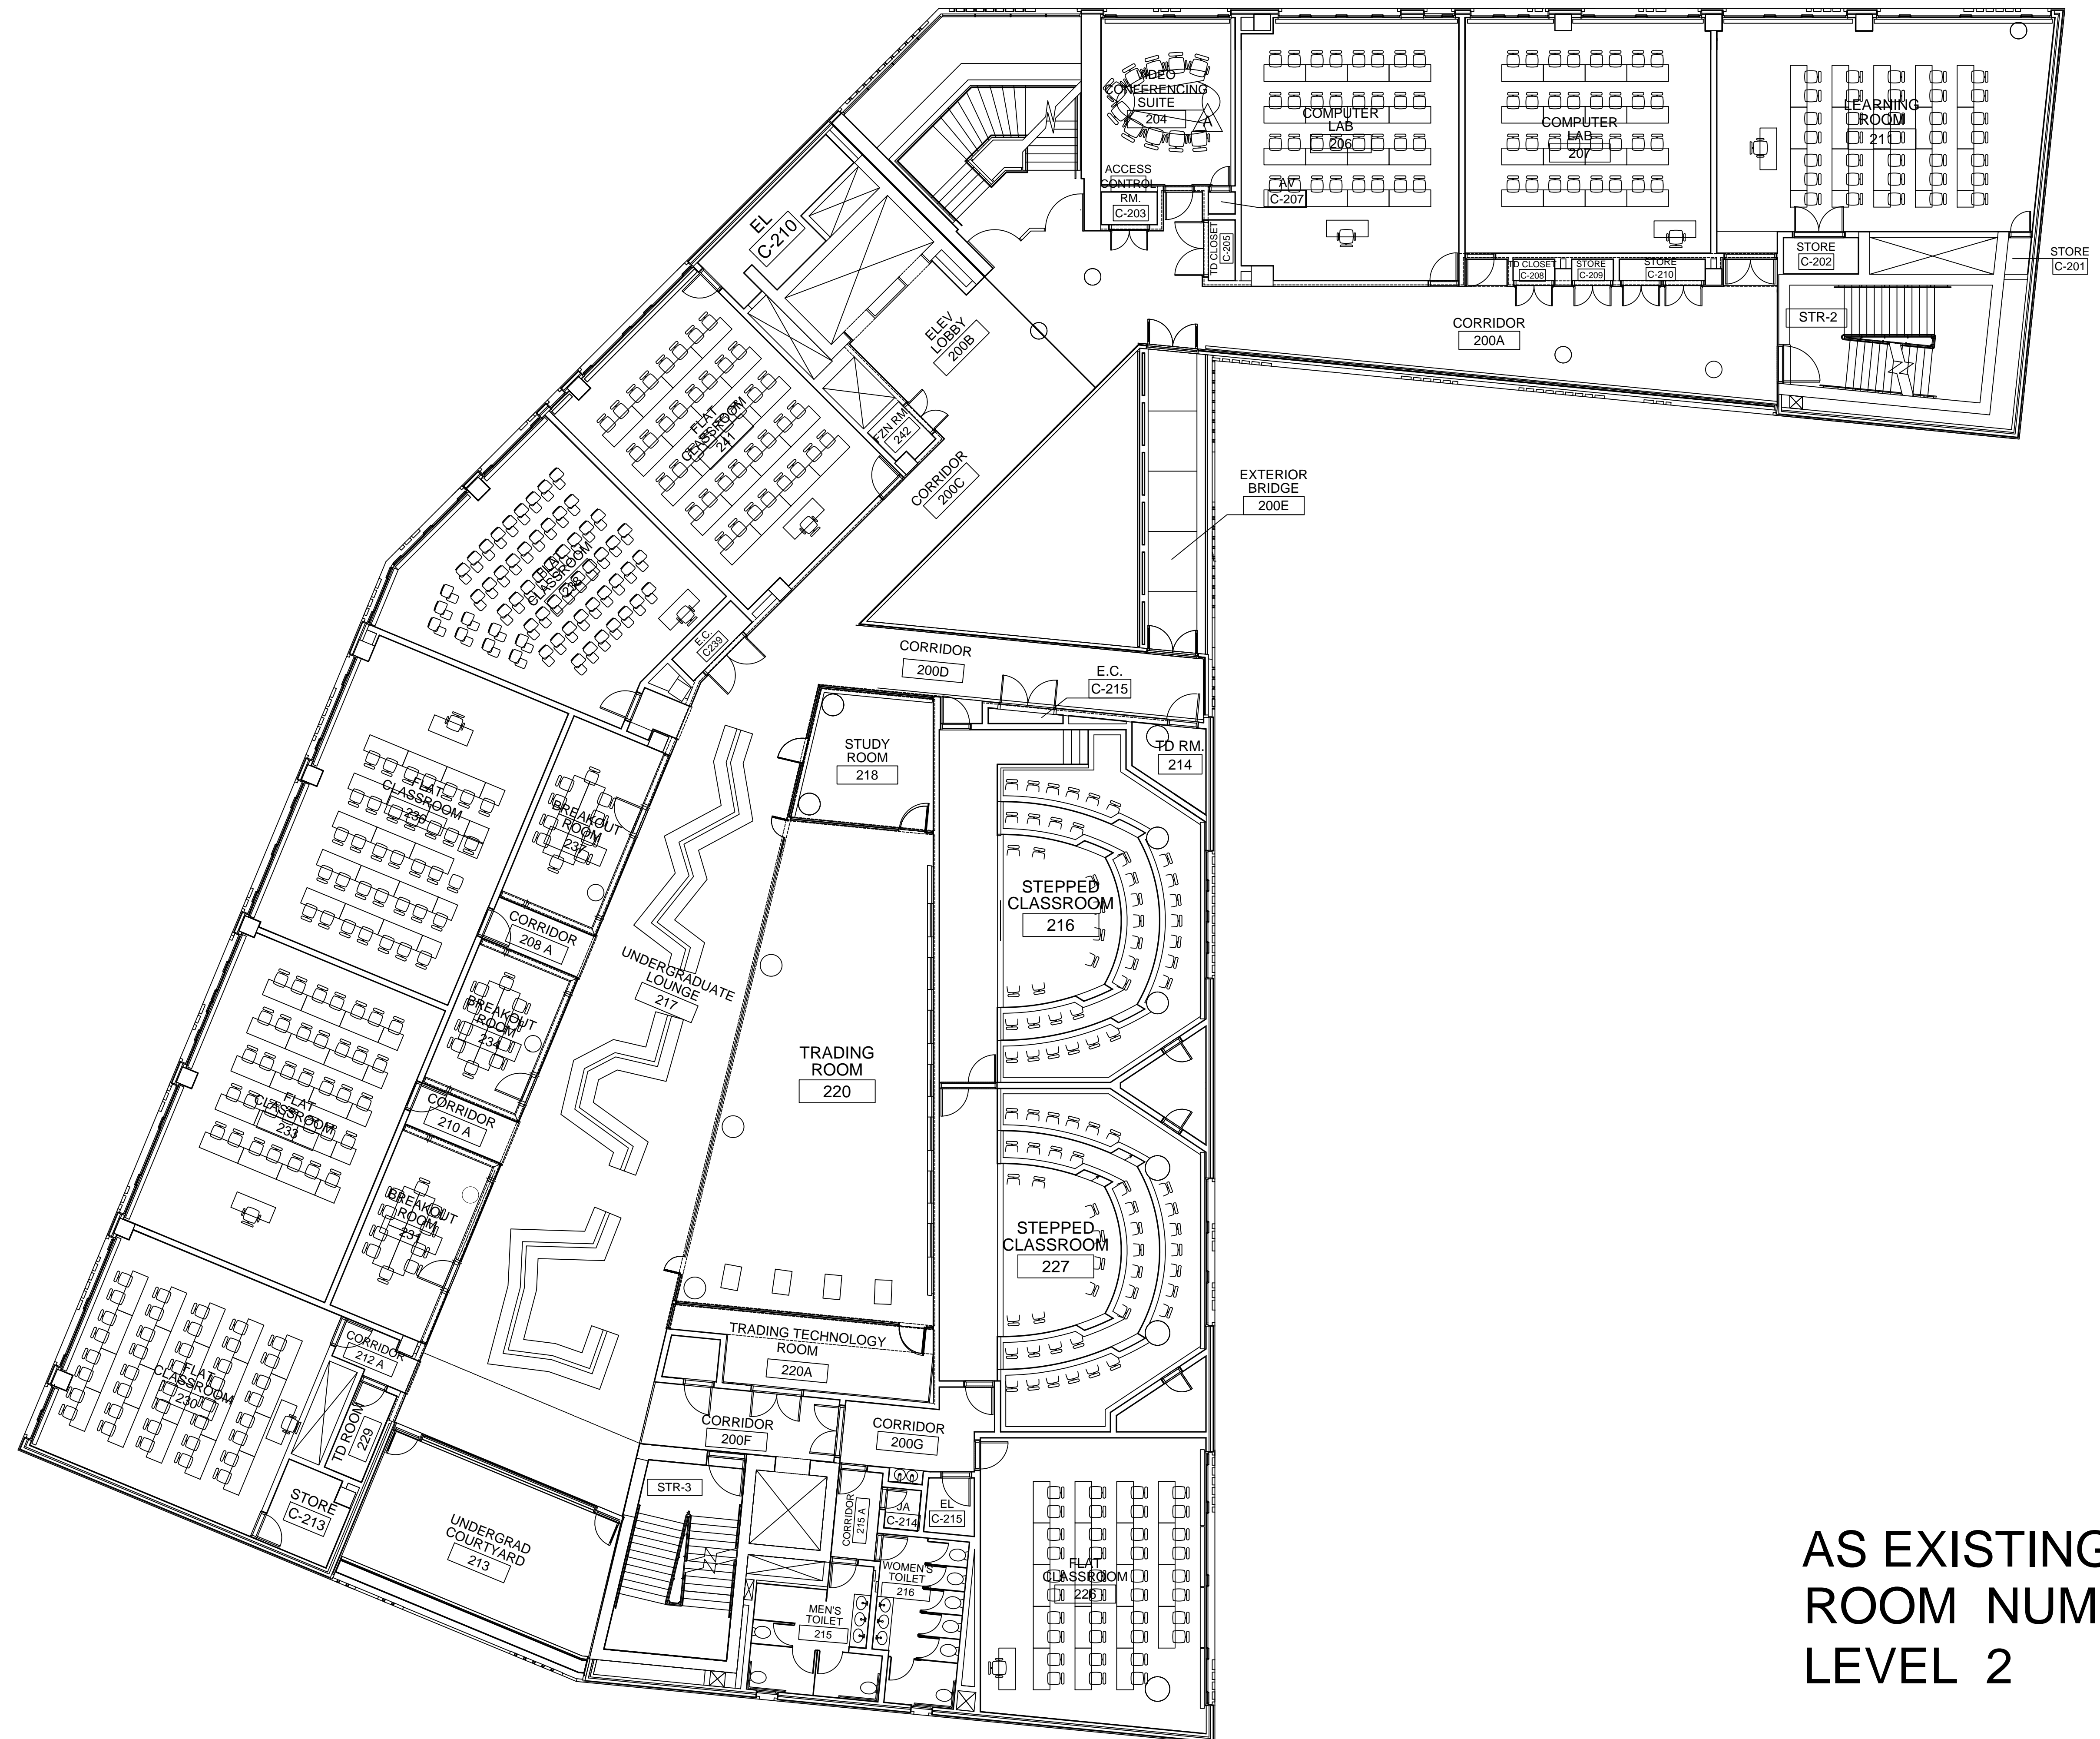 VIDEO
CONFERENCING
SUITE
204
A
ACCESS
CONTROL
RM.
C-203
COMPUTER
LAB
206
AV
C-207
TD CLOSET
C-205
COMPUTER
LAB
207
LEARNING
ROOM
211
TD CLOSET
C-208
STORE
C-209
STORE
C-210
STORE
C-202
STORE
C-201
STR-2
CORRIDOR
200A
EL
C-210
ELEV
LOBBY
200B
FZN RM
242
CORRIDOR
200C
FLAT
CLASSROOM
241
EXTERIOR
BRIDGE
200E
FLAT
CLASSROOM
238
E.C.
C239
CORRIDOR
200D
E.C.
C-215
STUDY
ROOM
218
TD RM.
214
FLAT
CLASSROOM
236
BREAKOUT
ROOM
237
CORRIDOR
208 A
STEPPED
CLASSROOM
216
UNDERGRADUATE
LOUNGE
217
BREAKOUT
ROOM
234
TRADING
ROOM
220
FLAT
CLASSROOM
233
CORRIDOR
210 A
BREAKOUT
ROOM
231
STEPPED
CLASSROOM
227
CORRIDOR
212 A
FLAT
CLASSROOM
230
TRADING TECHNOLOGY
ROOM
220A
TD ROOM
229
CORRIDOR
200F
CORRIDOR
200G
STORE
C-213
UNDERGRAD
COURTYARD
213
STR-3
CORRIDOR
215 A
JA
C-214
EL
C-215
WOMEN'S
TOILET
216
MEN'S
TOILET
215
FLAT
CLASSROOM
226
AS EXISTING
ROOM NUM
LEVEL 2